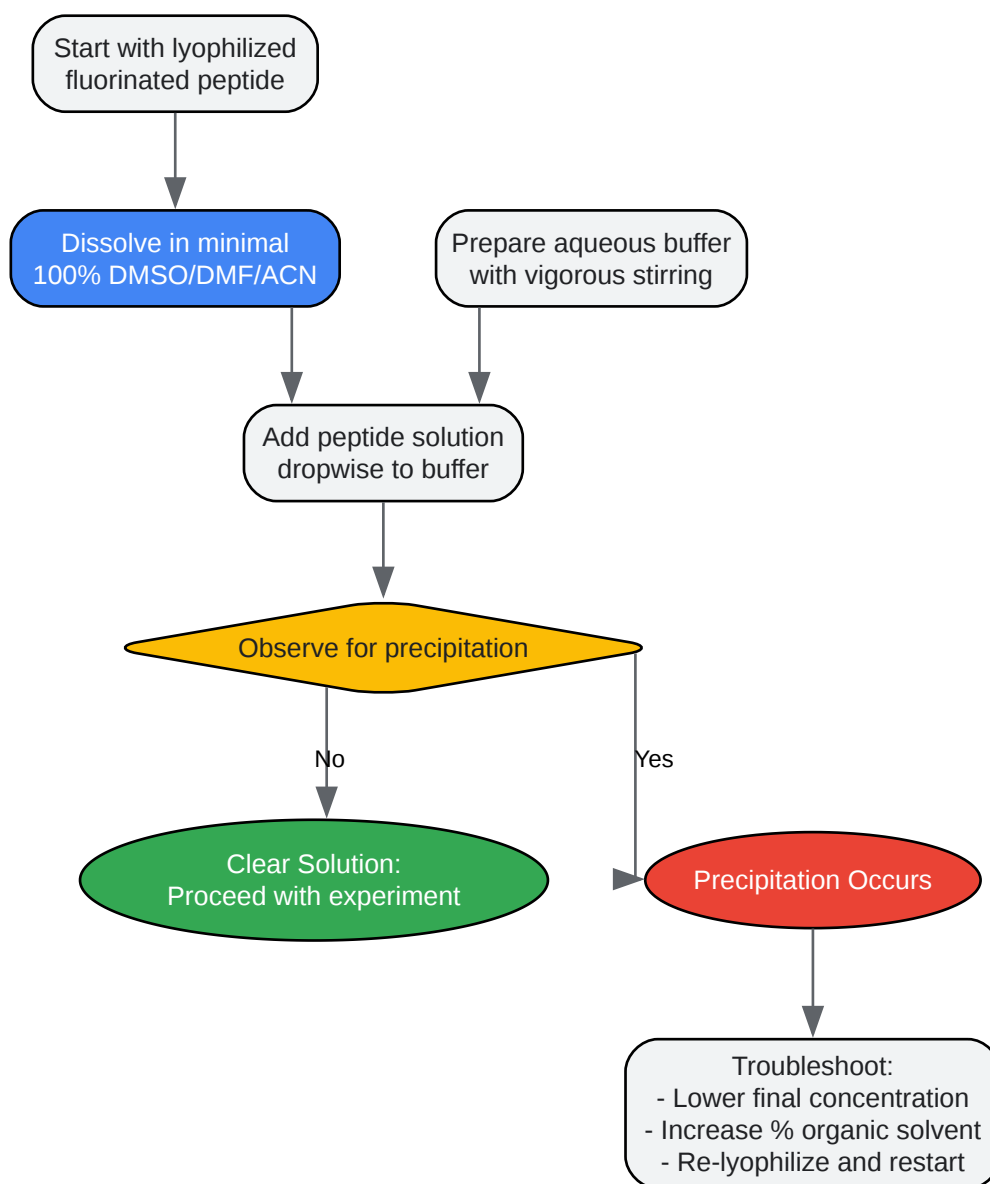 Start with lyophilized
fluorinated peptide
Dissolve in minimal
100% DMSO/DMF/ACN
Prepare aqueous buffer
with vigorous stirring
Add peptide solution
dropwise to buffer
Observe for precipitation
No
Yes
Clear Solution:
Proceed with experiment
Precipitation Occurs
Troubleshoot:
- Lower final concentration
- Increase % organic solvent
- Re-lyophilize and restart